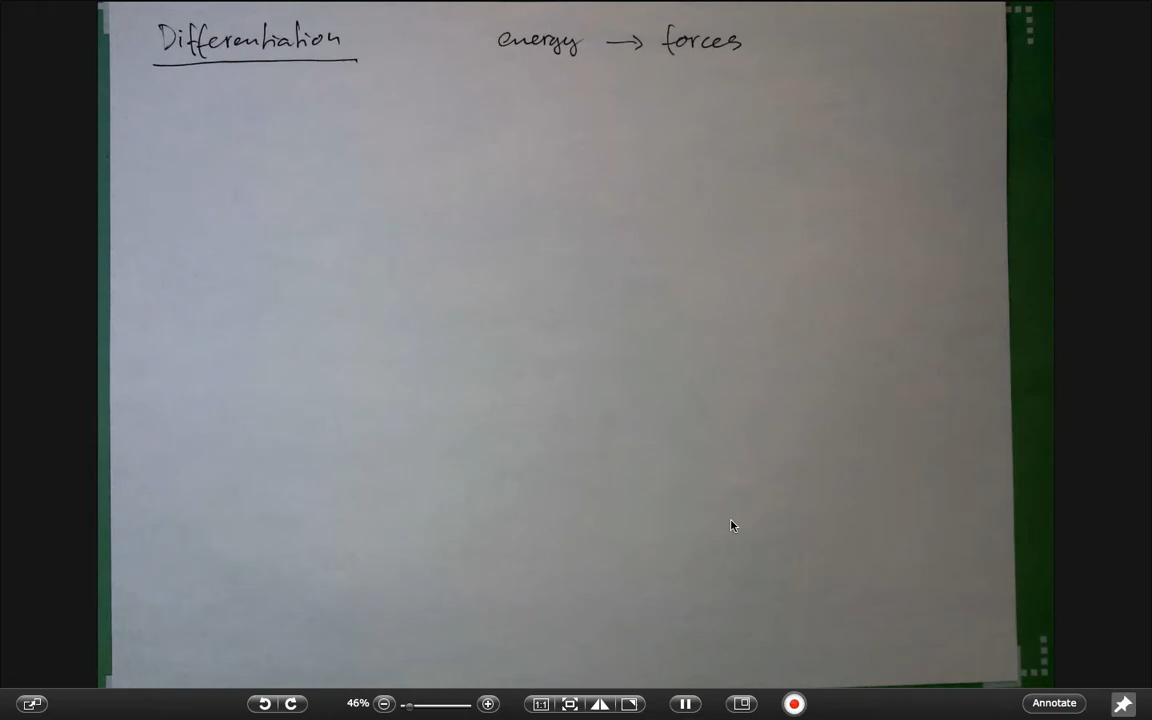 Differentiation energy → forces
46% 1:1 Annotate